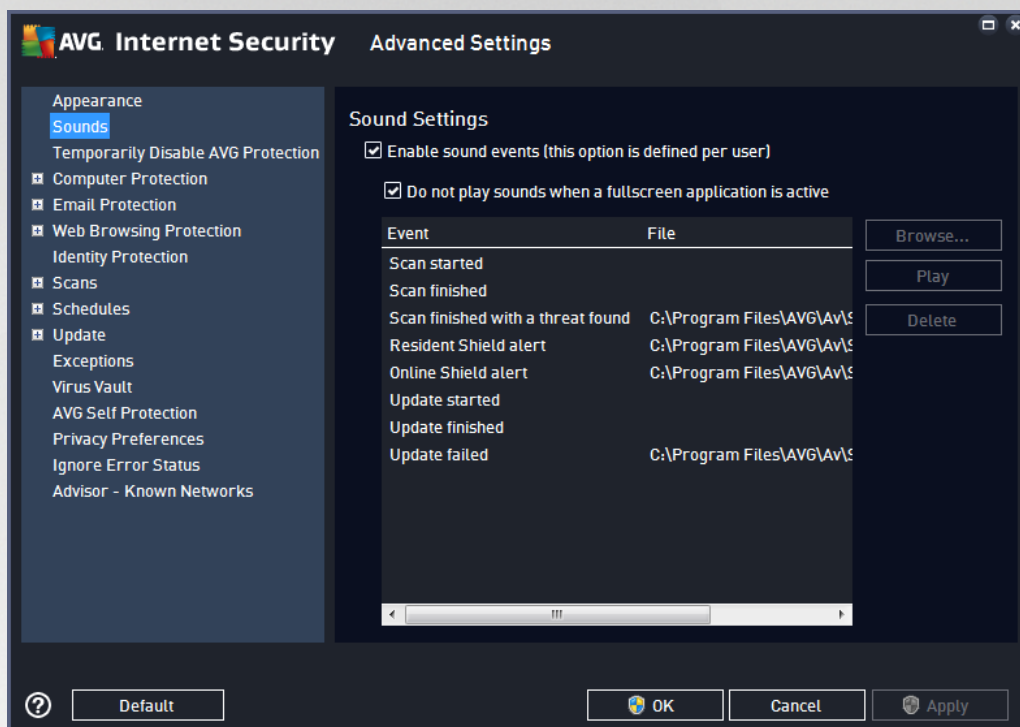 AVG. Internet Security Advanced Settings
Appearance
Sounds
Temporarily Disable AVG Protection
Computer Protection
Email Protection
Web Browsing Protection
Identity Protection
Scans
Schedules
Update
Exceptions
Virus Vault
AVG Self Protection
Privacy Preferences
Ignore Error Status
Advisor - Known Networks
Sound Settings
Enable sound events (this option is defined per user)
Do not play sounds when a fullscreen application is active
Event File
Scan started
Scan finished
Scan finished with a threat found C:\Program Files\AVG\Av\S
Resident Shield alert C:\Program Files\AVG\Av\S
Online Shield alert C:\Program Files\AVG\Av\S
Update started
Update finished
Update failed C:\Program Files\AVG\Av\S
Browse...
Play
Delete
? Default OK Cancel Apply